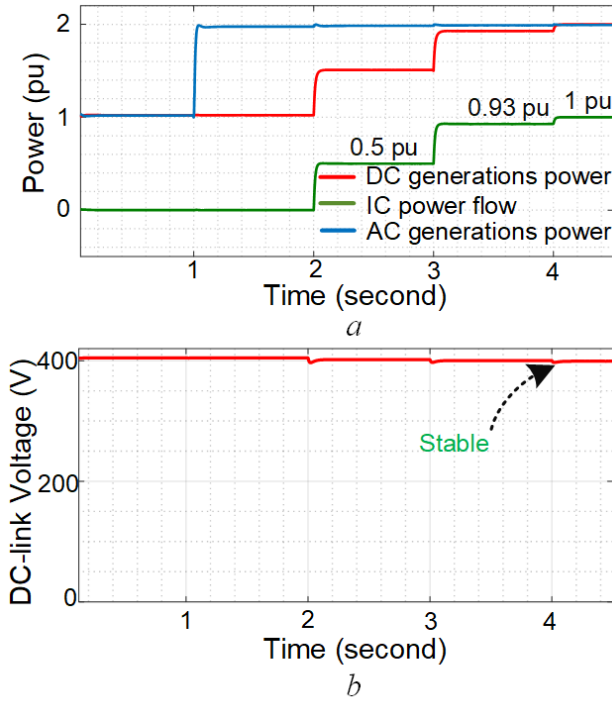 2
1
0
Power (pu)
0.5 pu
0.93 pu
1 pu
DC generations power
IC power flow
AC generations power
1 2 3 4
Time (second)
a
400
200
0
DC-link Voltage (V)
Stable
1 2 3 4
Time (second)
b